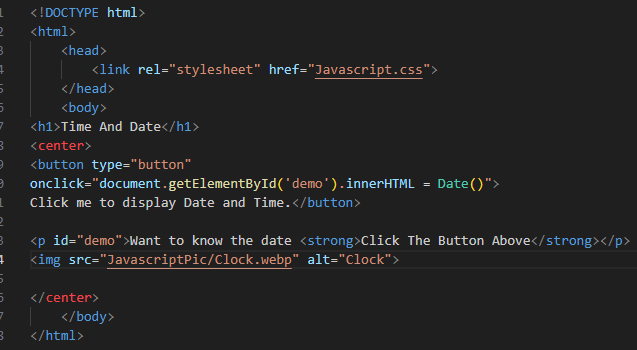 1 <!DOCTYPE html>
2 <html>
3     <head>
4         <link rel="stylesheet" href="Javascript.css">
5     </head>
6     <body>
7 <h1>Time And Date</h1>
8 <center>
9 <button type="button"
0 onclick="document.getElementById('demo').innerHTML = Date()">
1 Click me to display Date and Time.</button>
2
3 <p id="demo">Want to know the date <strong>Click The Button Above</strong></p>
4 <img src="JavascriptPic/Clock.webp" alt="Clock">
5
6 </center>
7     </body>
8 </html>